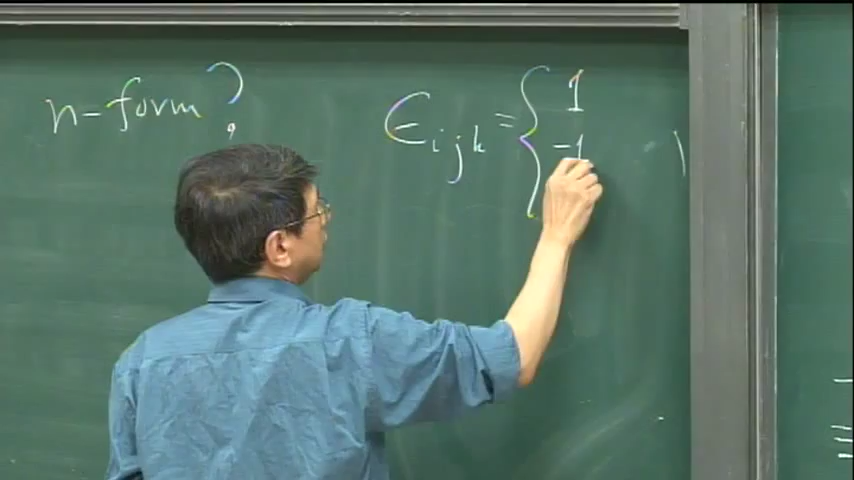 n-form?
ϵijk = { 1
-1